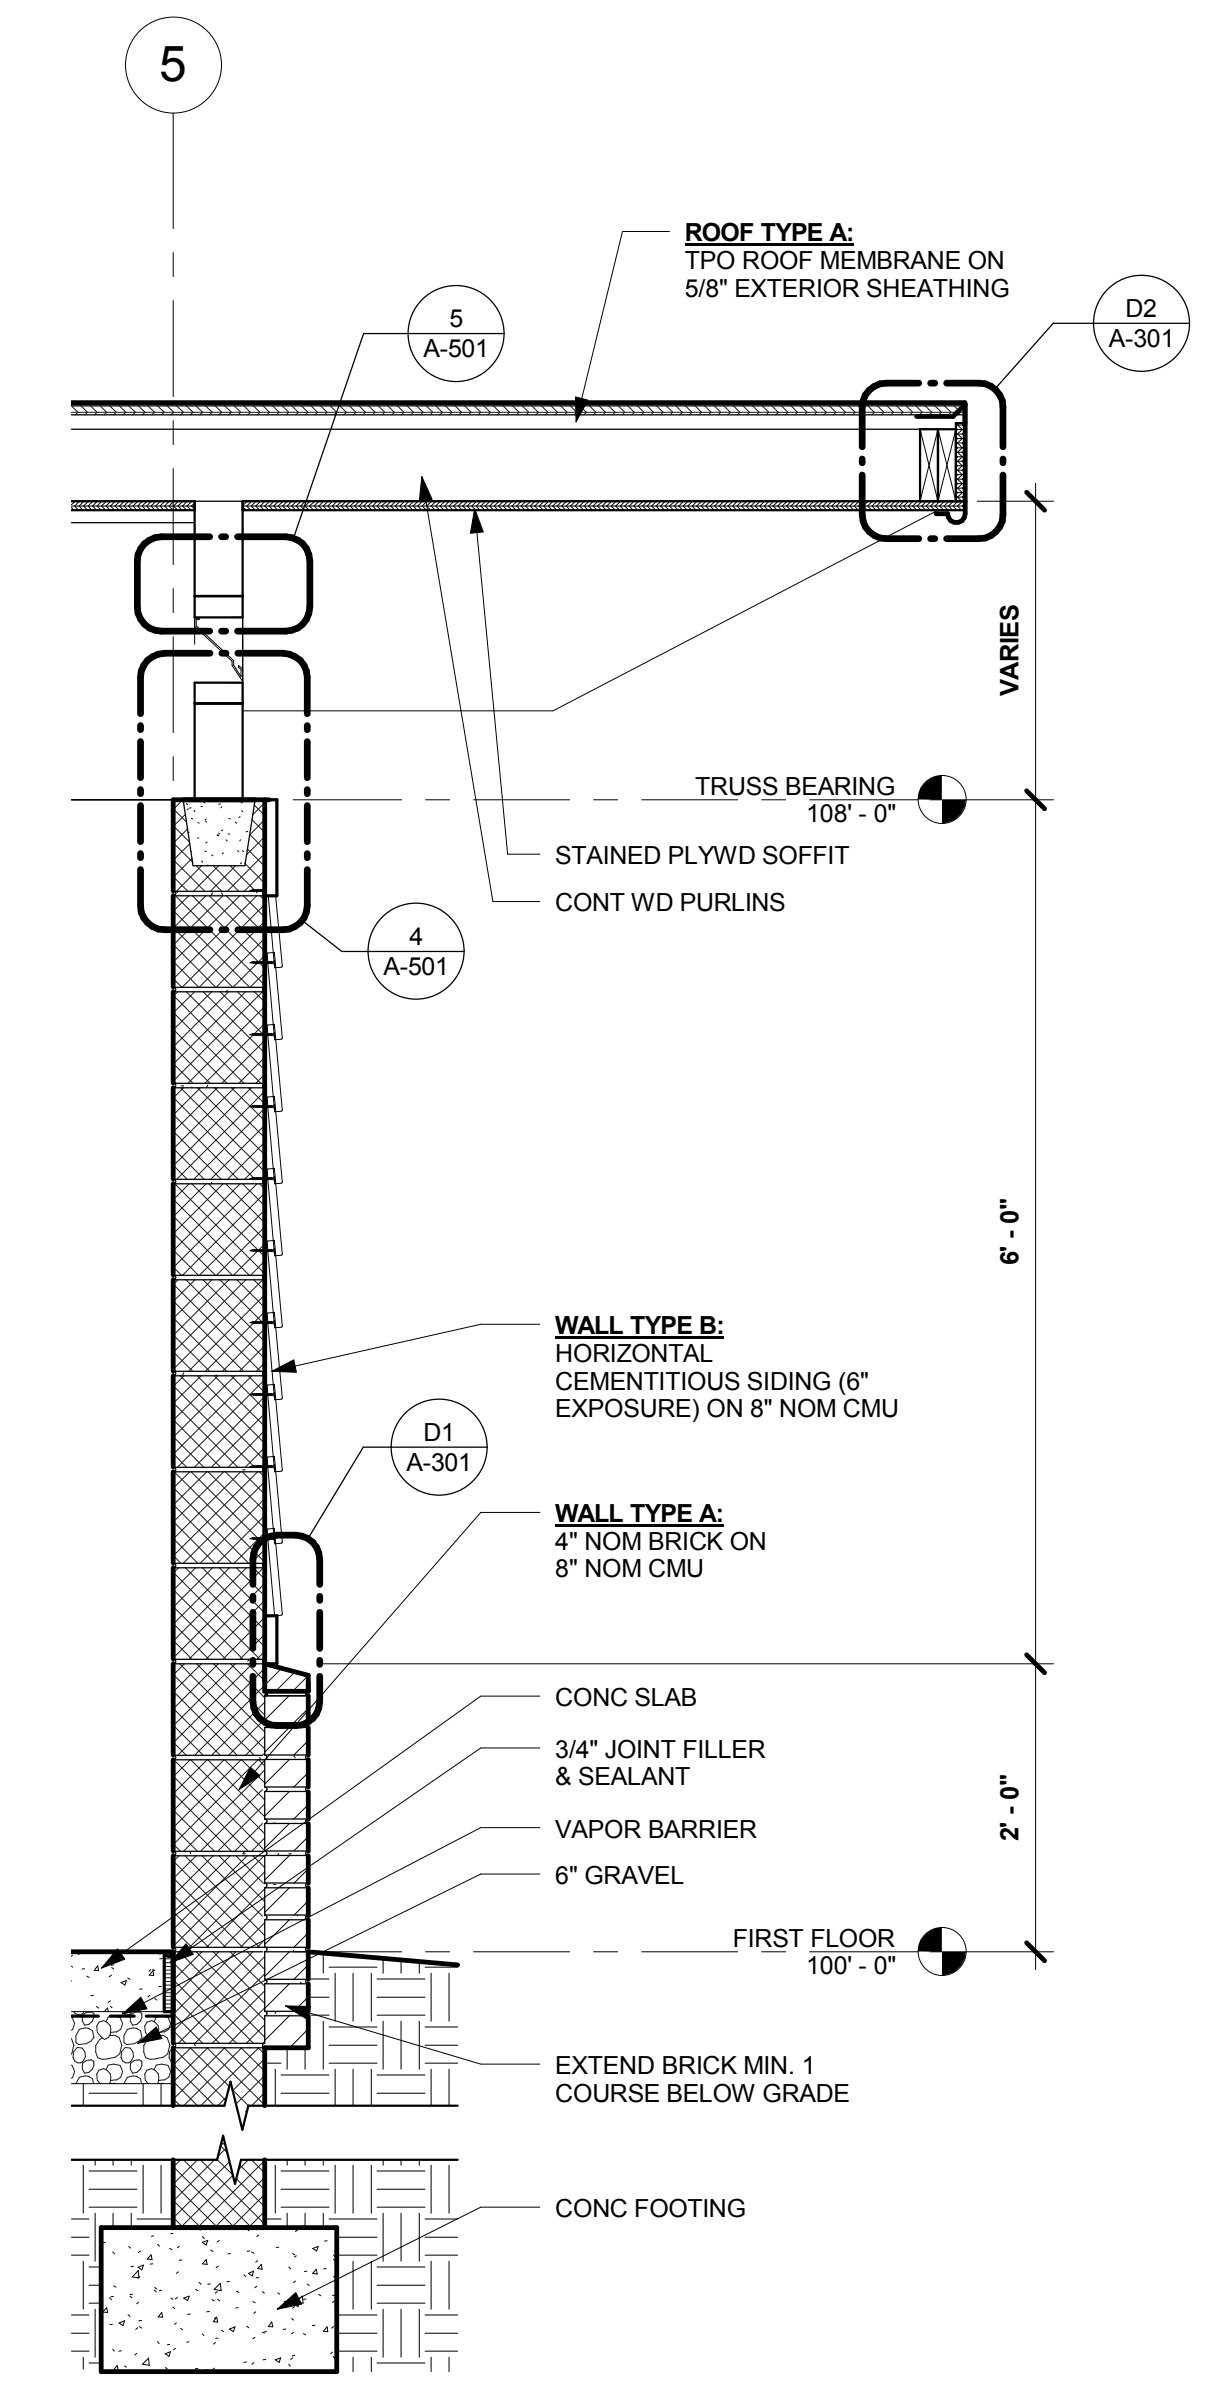 5
ROOF TYPE A:
TPO ROOF MEMBRANE ON
5/8" EXTERIOR SHEATHING
5
A-501
D2
A-301
VARIES
TRUSS BEARING
108' - 0"
STAINED PLYWD SOFFIT
CONT WD PURLINS
4
A-501
6' - 0"
WALL TYPE B:
HORIZONTAL
CEMENTITIOUS SIDING (6"
EXPOSURE) ON 8" NOM CMU
D1
A-301
WALL TYPE A:
4" NOM BRICK ON
8" NOM CMU
CONC SLAB
3/4" JOINT FILLER
& SEALANT
VAPOR BARRIER
6" GRAVEL
2' - 0"
FIRST FLOOR
100' - 0"
EXTEND BRICK MIN. 1
COURSE BELOW GRADE
CONC FOOTING